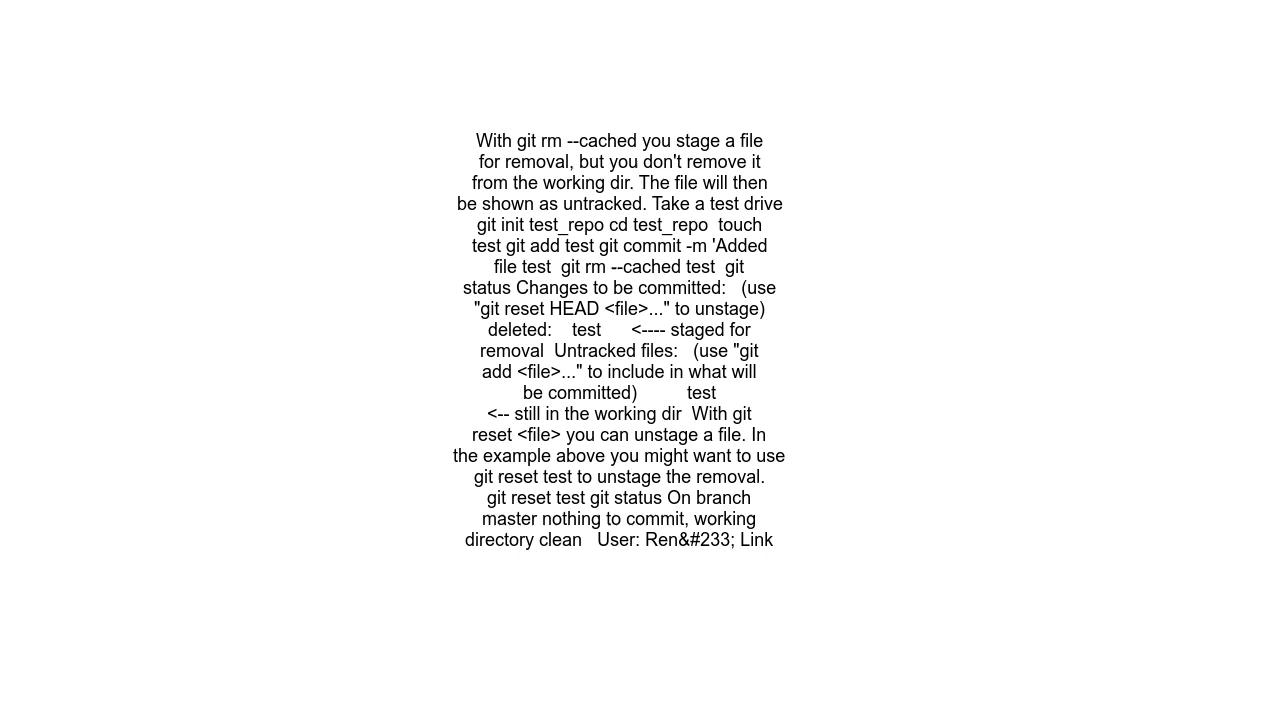 With git rm --cached you stage a file
for removal, but you don't remove it
from the working dir. The file will then
be shown as untracked. Take a test drive
git init test_repo cd test_repo  touch
test git add test git commit -m 'Added
file test  git rm --cached test  git
status Changes to be committed:   (use
"git reset HEAD <file>..." to unstage)
deleted:    test      <---- staged for
removal  Untracked files:   (use "git
add <file>..." to include in what will
be committed)          test
<-- still in the working dir  With git
reset <file> you can unstage a file. In
the example above you might want to use
git reset test to unstage the removal.
git reset test git status On branch
master nothing to commit, working
directory clean   User: Ren&#233; Link